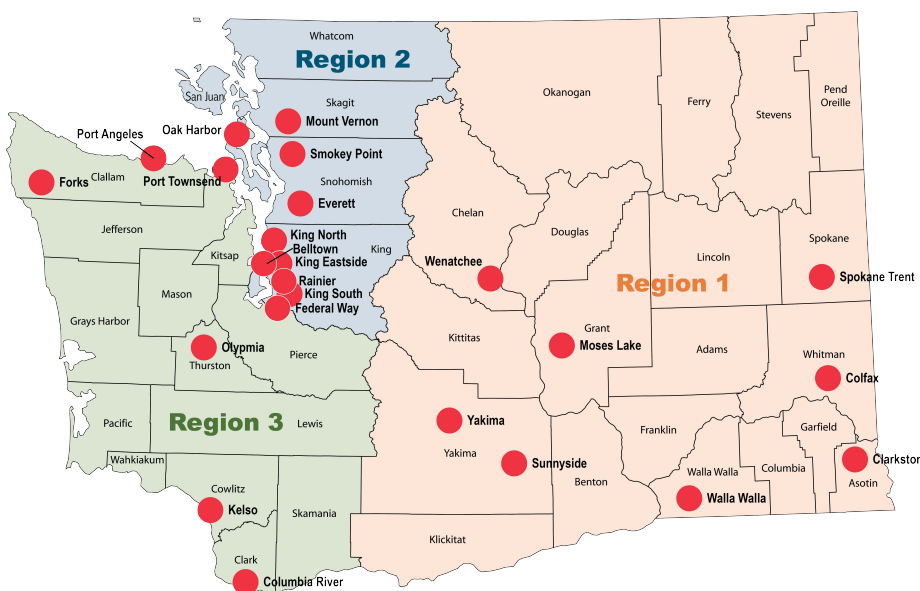 Whatcom
Region 2
Okanogan
Ferry
Stevens
Pend
Oreille
San Juan
Skagit
Mount Vernon
Oak Harbor
Port Angeles
Smokey Point
Port Townsend
Forks
Clallam
Snohomish
Everett
Chelan
Douglas
Jefferson
King North
Belltown
King
Kitsap
King Eastside
Wenatchee
Lincoln
Spokane
Spokane Trent
Rainier
Region 1
Mason
King South
Federal Way
Grays Harbor
Grant
Moses Lake
Kittitas
Adams
Olypmia
Thurston
Pierce
Whitman
Colfax
Pacific
Region 3
Lewis
Yakima
Yakima
Franklin
Garfield
Wahkiakum
Sunnyside
Benton
Walla Walla
Columbia
Clarkston
Asotin
Cowlitz
Kelso
Skamania
Walla Walla
Klickitat
Clark
Columbia River